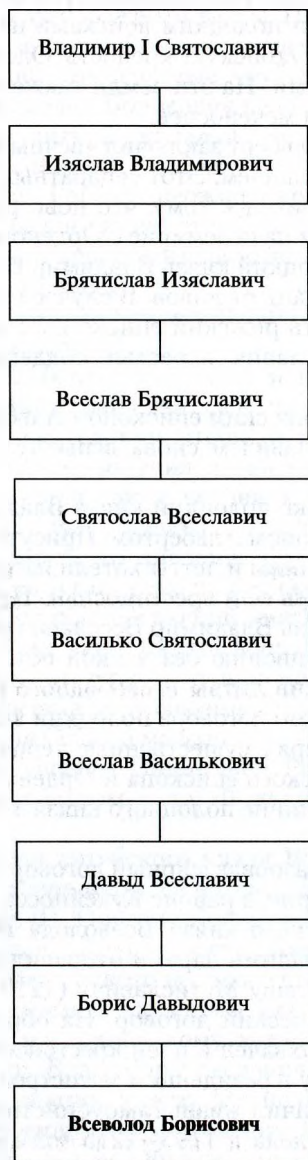 Владимир I Святославич
Изяслав Владимирович
Брячислав Изяславич
Всеслав Брячиславич
Святослав Всеславич
Василько Святославич
Всеслав Василькович
Давыд Всеславич
Борис Давыдович
Всеволод Борисович